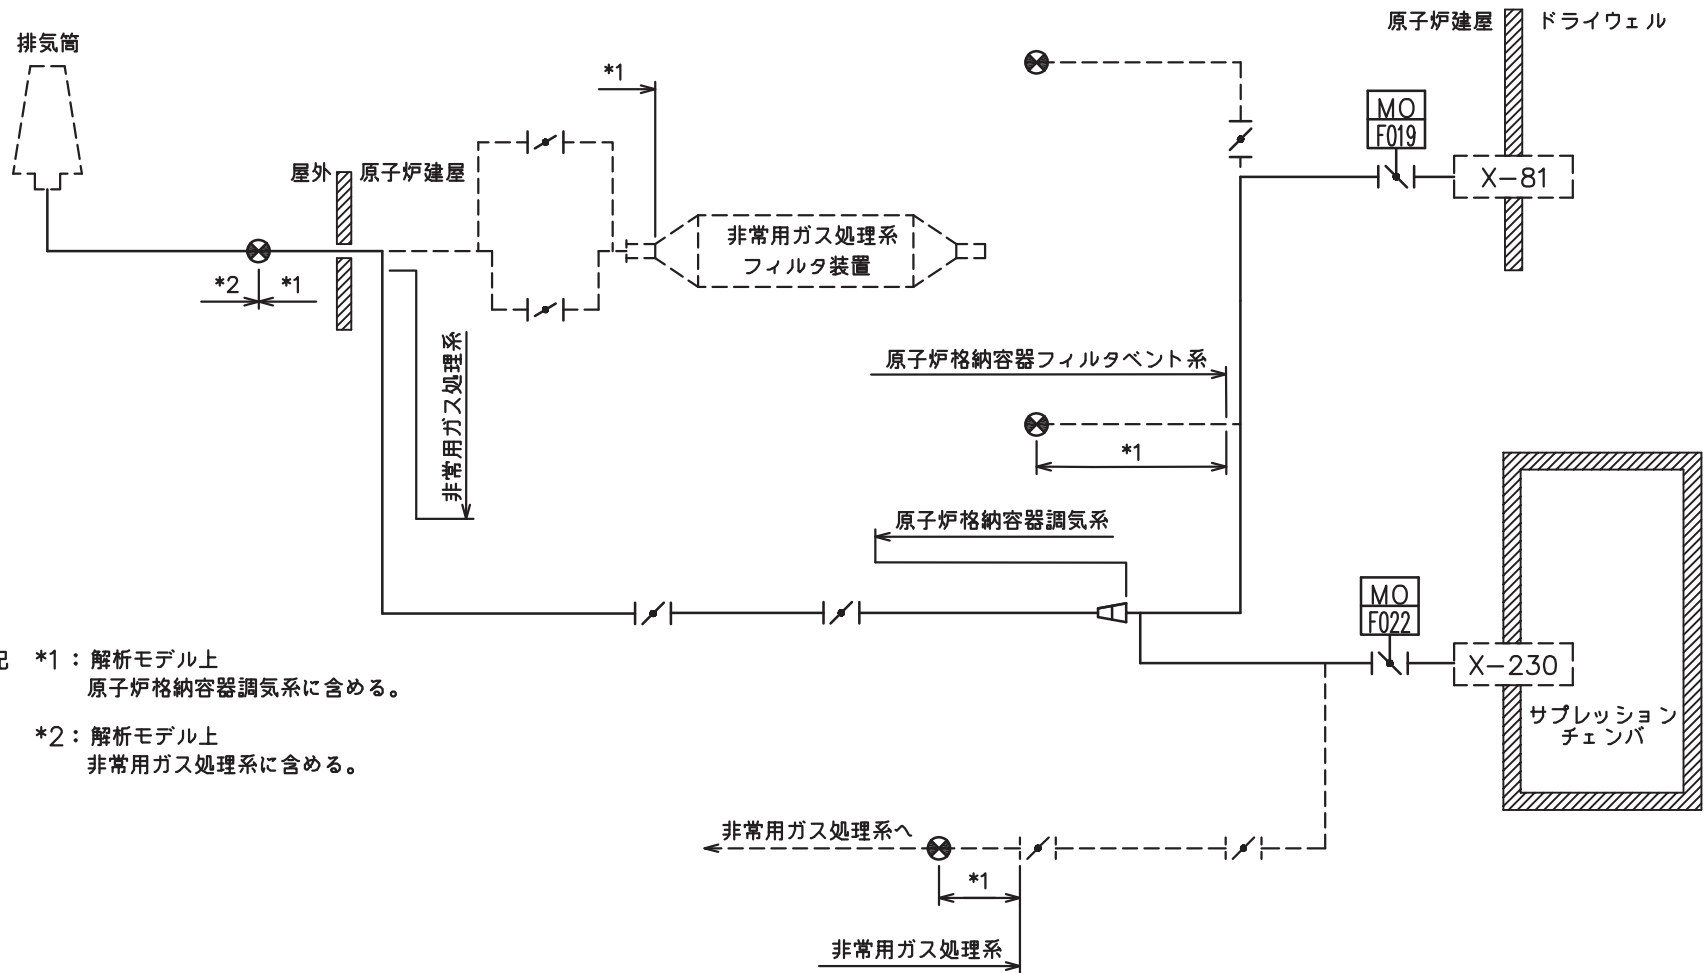 排気筒
*1
原子炉建屋
ドライウェル
MO
F019
X-81
屋外
原子炉建屋
非常用ガス処理系
フィルタ装置
*2
*1
非常用ガス処理系
原子炉格納容器フィルタベント系
*1
原子炉格納容器調気系
MO
F022
X-230
サプレッション
チェンバ
記 *1：解析モデル上
原子炉格納容器調気系に含める。
*2：解析モデル上
非常用ガス処理系に含める。
非常用ガス処理系へ
*1
非常用ガス処理系